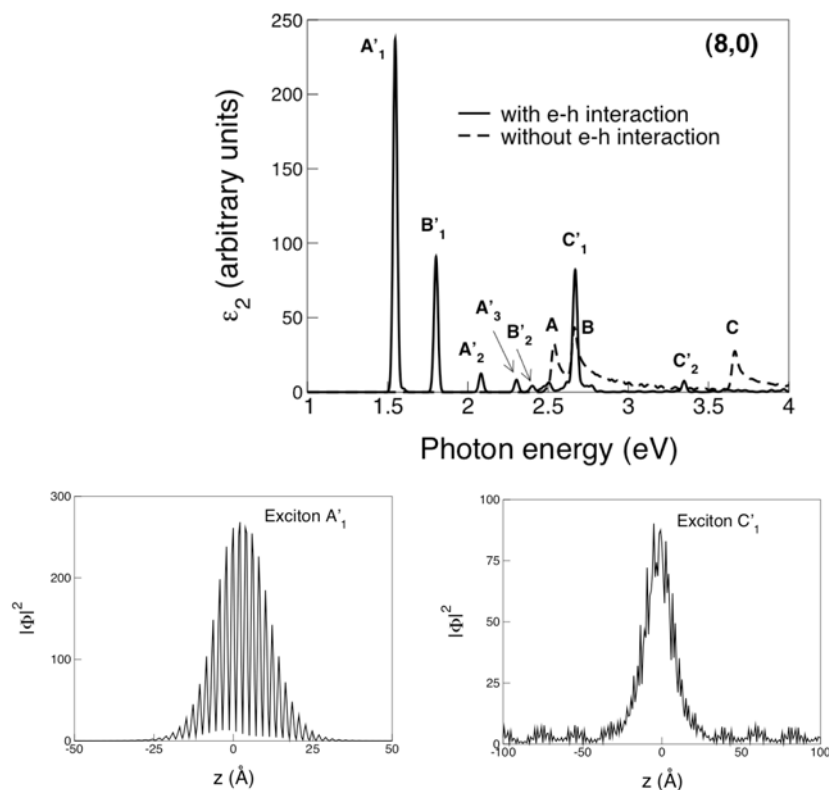 (8,0)
with e-h interaction
without e-h interaction
A'₁
B'₁
A'₂
A'₃
B'₂
A
C'₁
B
C'₂
C
250
200
150
100
50
0
ε₂ (arbitrary units)
1 1.5 2 2.5 3 3.5 4
Photon energy (eV)
Exciton A'₁
300
200
100
0
|Φ|²
-50 -25 0 25 50
z (Å)
Exciton C'₁
100
75
50
25
0
|Φ|²
-100 -50 0 50 100
z (Å)